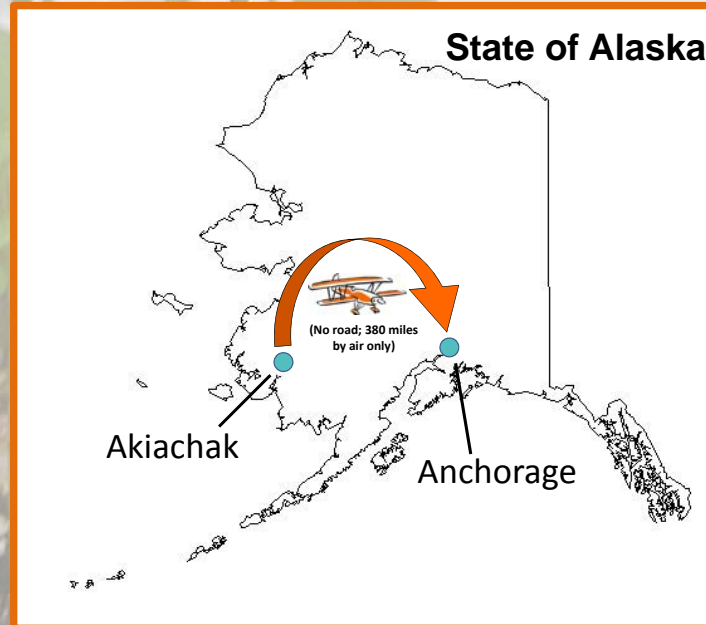 State of Alaska
(No road; 380 miles
by air only)
Akiachak
Anchorage